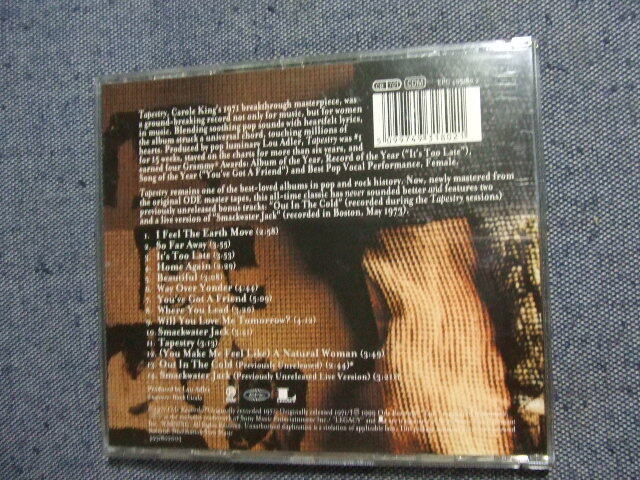 Tapestry, Carole King's 1971 breakthrough masterpiece, was
a ground-breaking record not only for music, but for women
in music. Blending soothing pop sounds with heartfelt lyrics,
the album struck a universal chord, touching millions of
hearts. Produced by pop luminary Lou Adler, Tapestry was #1
for 15 weeks, stayed on the charts for more than six years, and
earned four Grammy Awards: Album of the Year, Record of the Year ("It's Too Late"),
Song of the Year ("You've Got A Friend") and Best Pop Vocal Performance, Female.
Tapestry remains one of the best-loved albums in pop and rock history. Now, newly mastered from
the original ODE master tapes, this all-time classic has never sounded better and features two
previously unreleased bonus tracks: "Out In The Cold" (recorded during the Tapestry sessions)
and a live version of "Smackwater Jack" (recorded in Boston, May 1973).
1. I Feel The Earth Move (2:58)
2. So Far Away (3:55)
3. It's Too Late (3:53)
4. Home Again (2:29)
5. Beautiful (3:08)
6. Way Over Yonder (4:44)
7. You've Got A Friend (5:09)
8. Where You Lead (3:20)
9. Will You Love Me Tomorrow? (4:12)
10. Smackwater Jack (3:41)
11. Tapestry (3:13)
12. (You Make Me Feel Like) A Natural Woman (3:49)
13. Out In The Cold (Previously Unreleased) (2:44)*
14. Smackwater Jack (Previously Unreleased Live Version) (3:21)
Produced by Lou Adler
5 099749 318021